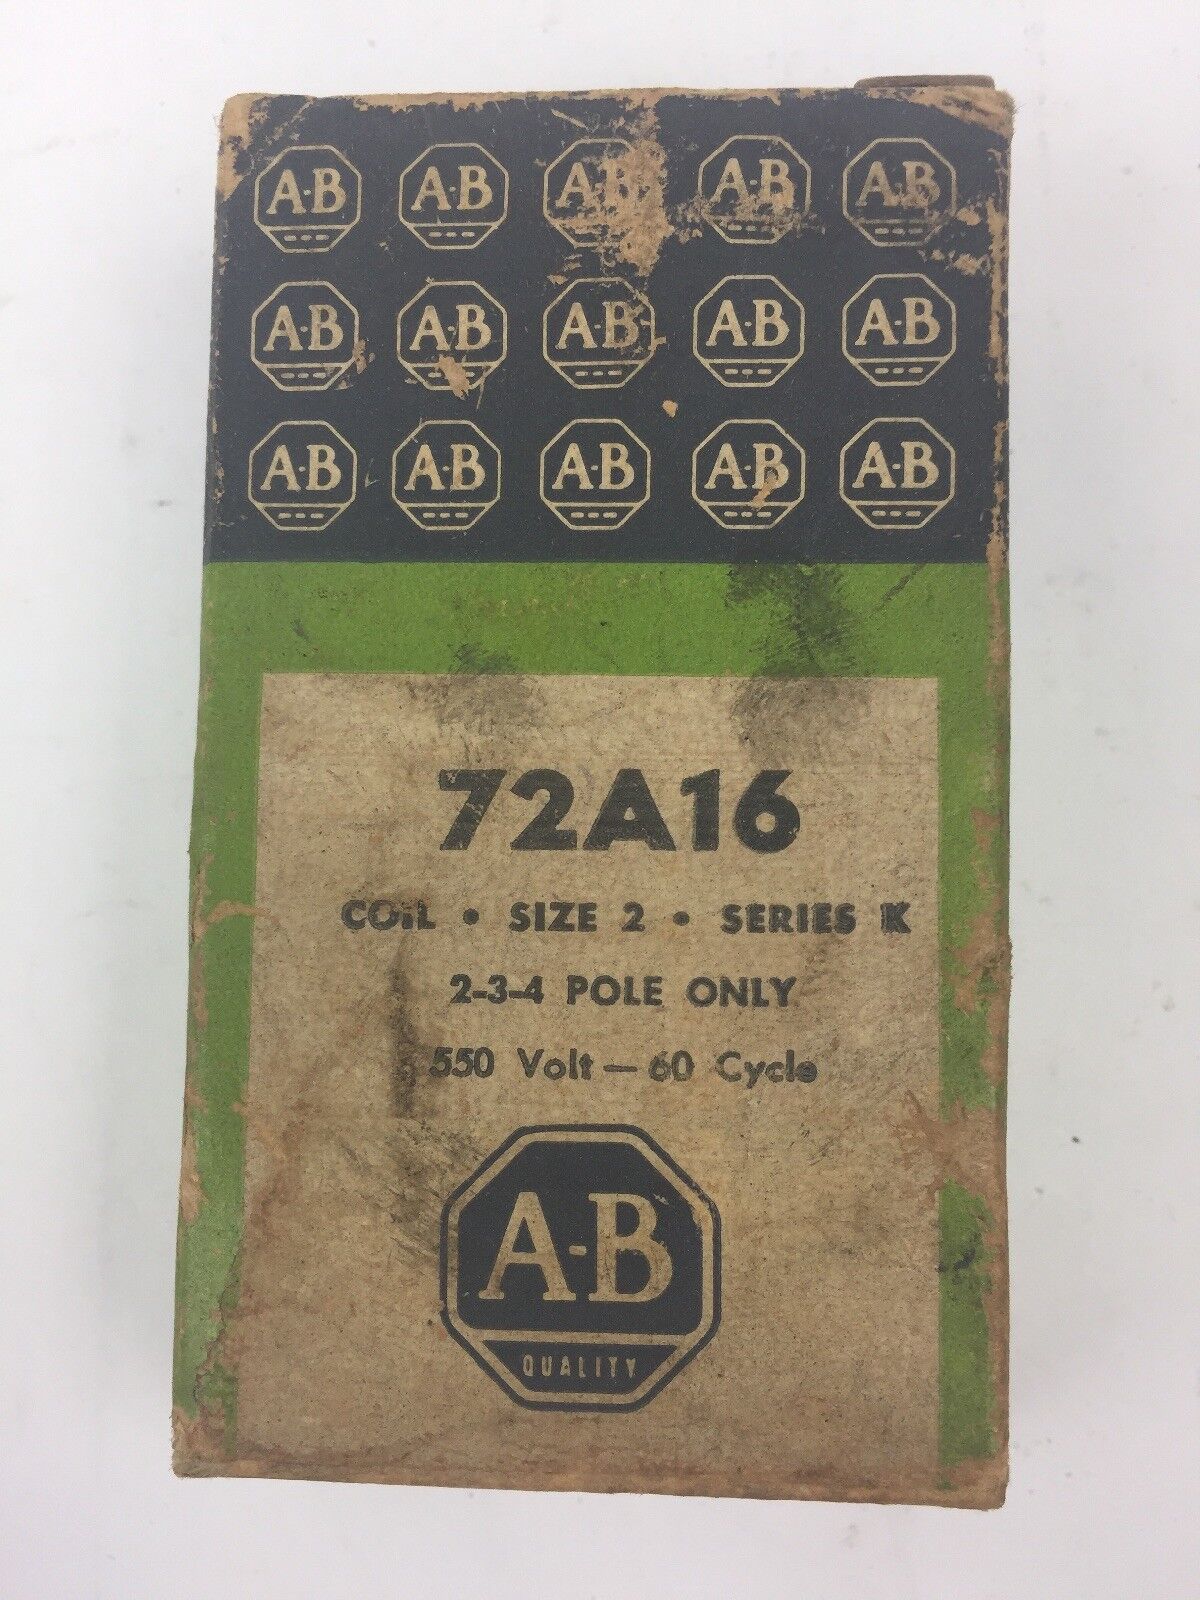 A-B A-B A-B A-B A-B
A-B A-B A-B A-B A-B
A-B A-B A-B A-B A-B
72A16
COIL • SIZE 2 • SERIES K
2-3-4 POLE ONLY
550 Volt — 60 Cycle
A-B
QUALITY